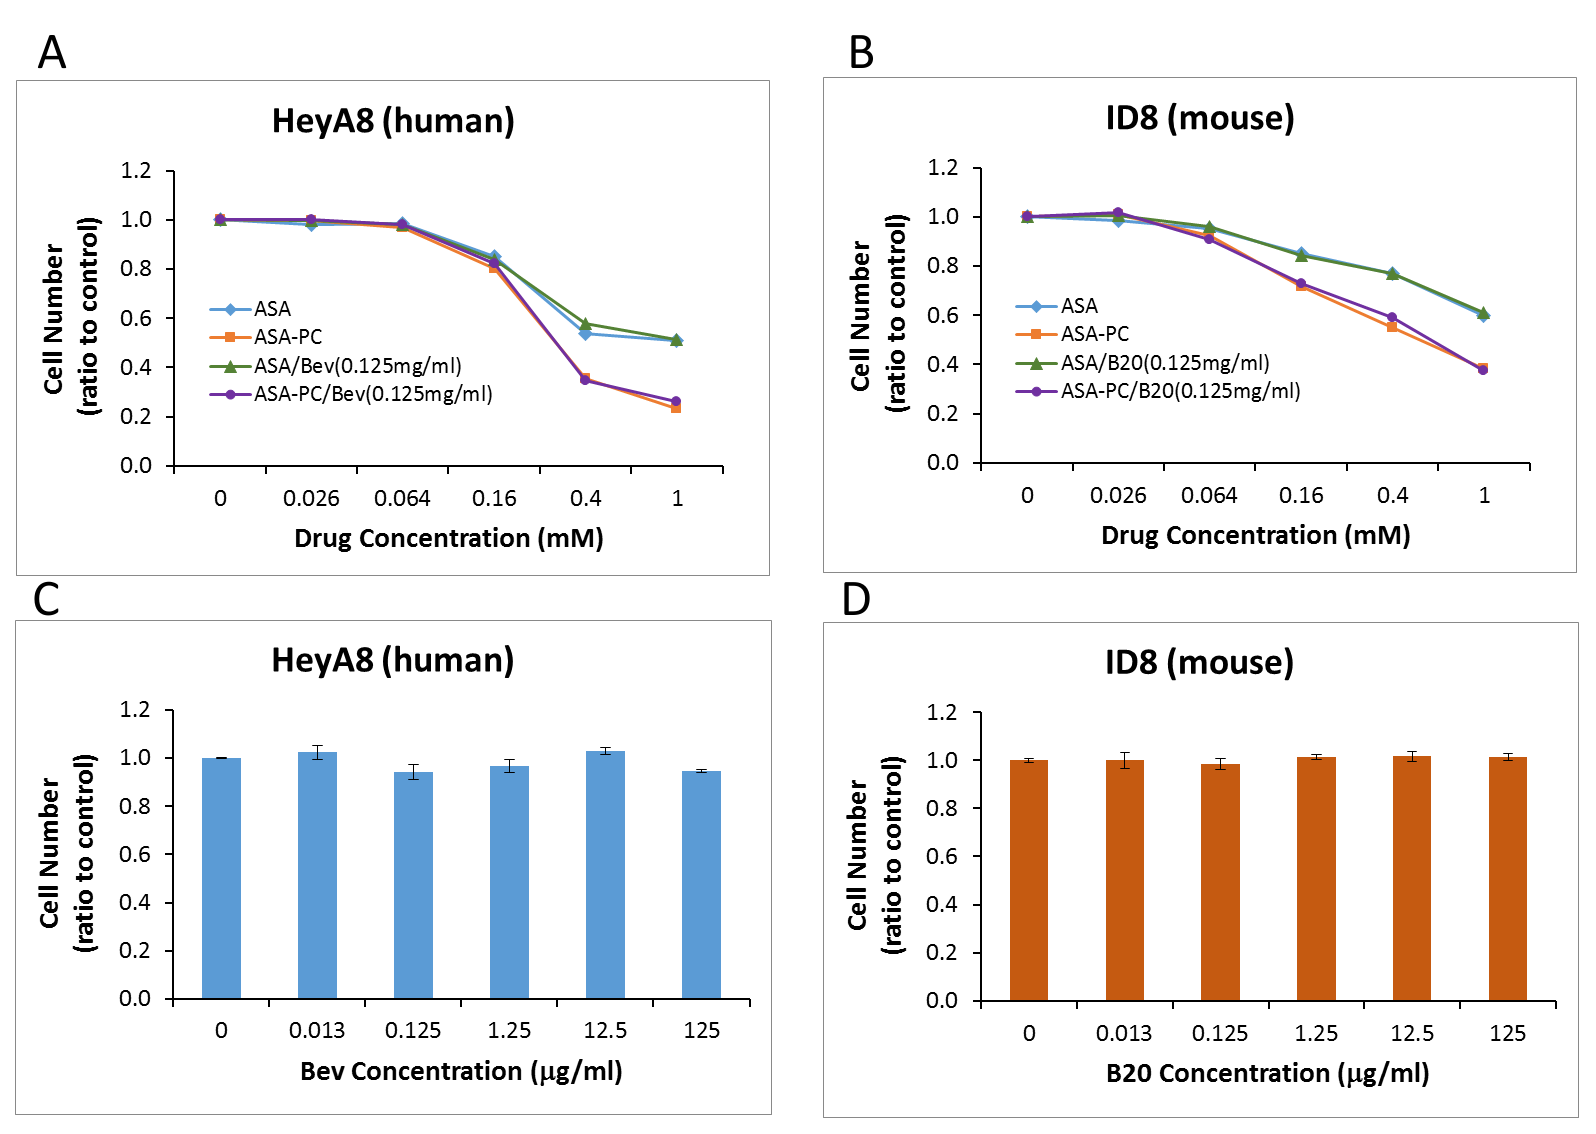 A
HeyA8 (human)
1.2
1.0
0.8
0.6
0.4
0.2
0.0
Cell Number
(ratio to control)
ASA
ASA-PC
ASA/Bev(0.125mg/ml)
ASA-PC/Bev(0.125mg/ml)
0 0.026 0.064 0.16 0.4 1
Drug Concentration (mM)
B
ID8 (mouse)
1.2
1.0
0.8
0.6
0.4
0.2
0.0
Cell Number
(ratio to control)
ASA
ASA-PC
ASA/B20(0.125mg/ml)
ASA-PC/B20(0.125mg/ml)
0 0.026 0.064 0.16 0.4 1
Drug Concentration (mM)
C
HeyA8 (human)
1.2
1.0
0.8
0.6
0.4
0.2
0.0
Cell Number
(ratio to control)
0 0.013 0.125 1.25 12.5 125
Bev Concentration (µg/ml)
D
ID8 (mouse)
1.2
1.0
0.8
0.6
0.4
0.2
0.0
Cell Number
(ratio to control)
0 0.013 0.125 1.25 12.5 125
B20 Concentration (µg/ml)